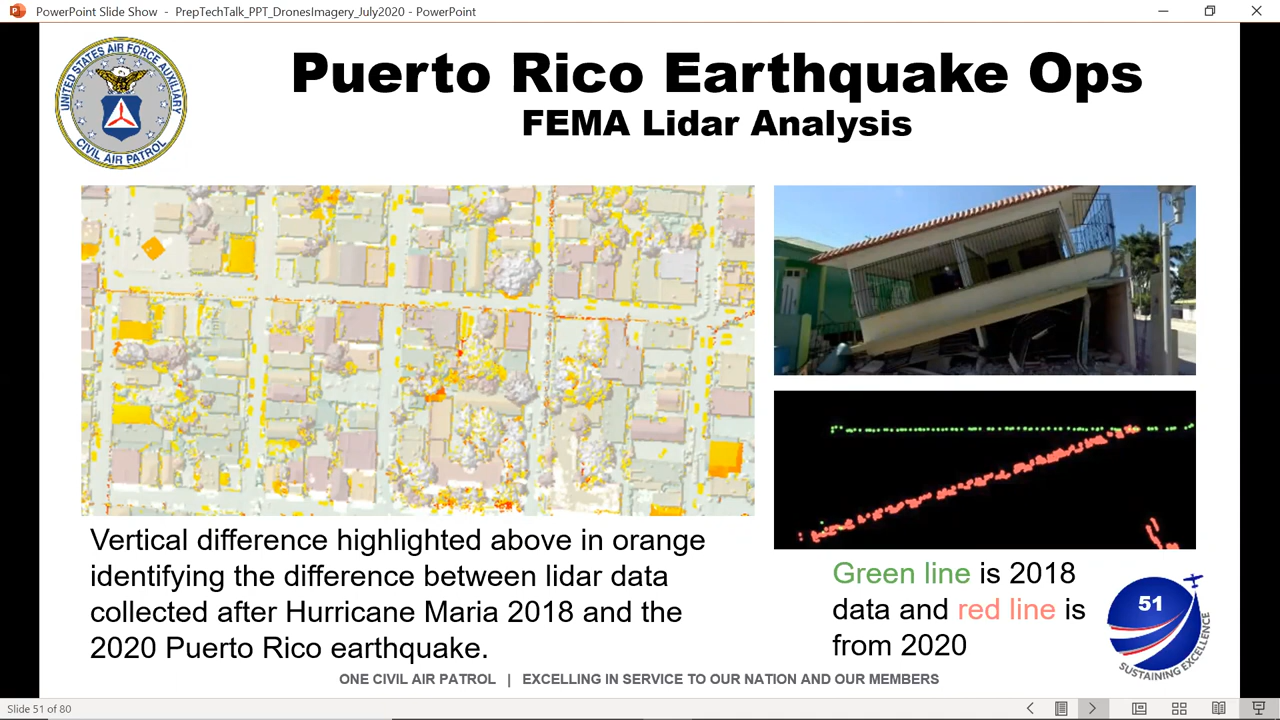 PowerPoint Slide Show - PrepTechTalk_PPT_DronesImagery_July2020 - PowerPoint
UNITED STATES AIR FORCE AUXILIARY
CIVIL AIR PATROL
Puerto Rico Earthquake Ops
FEMA Lidar Analysis
Vertical difference highlighted above in orange
identifying the difference between lidar data
collected after Hurricane Maria 2018 and the
2020 Puerto Rico earthquake.
Green line is 2018
data and red line is
from 2020
51
SUSTAINING EXCELLENCE
ONE CIVIL AIR PATROL | EXCELLING IN SERVICE TO OUR NATION AND OUR MEMBERS
Slide 51 of 80